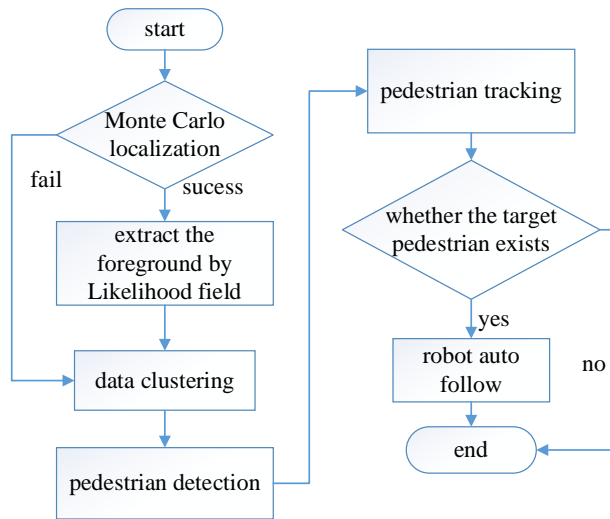 start
Monte Carlo
localization
fail
sucess
extract the
foreground by
Likelihood field
data clustering
pedestrian detection
pedestrian tracking
whether the target
pedestrian exists
yes
no
robot auto
follow
end